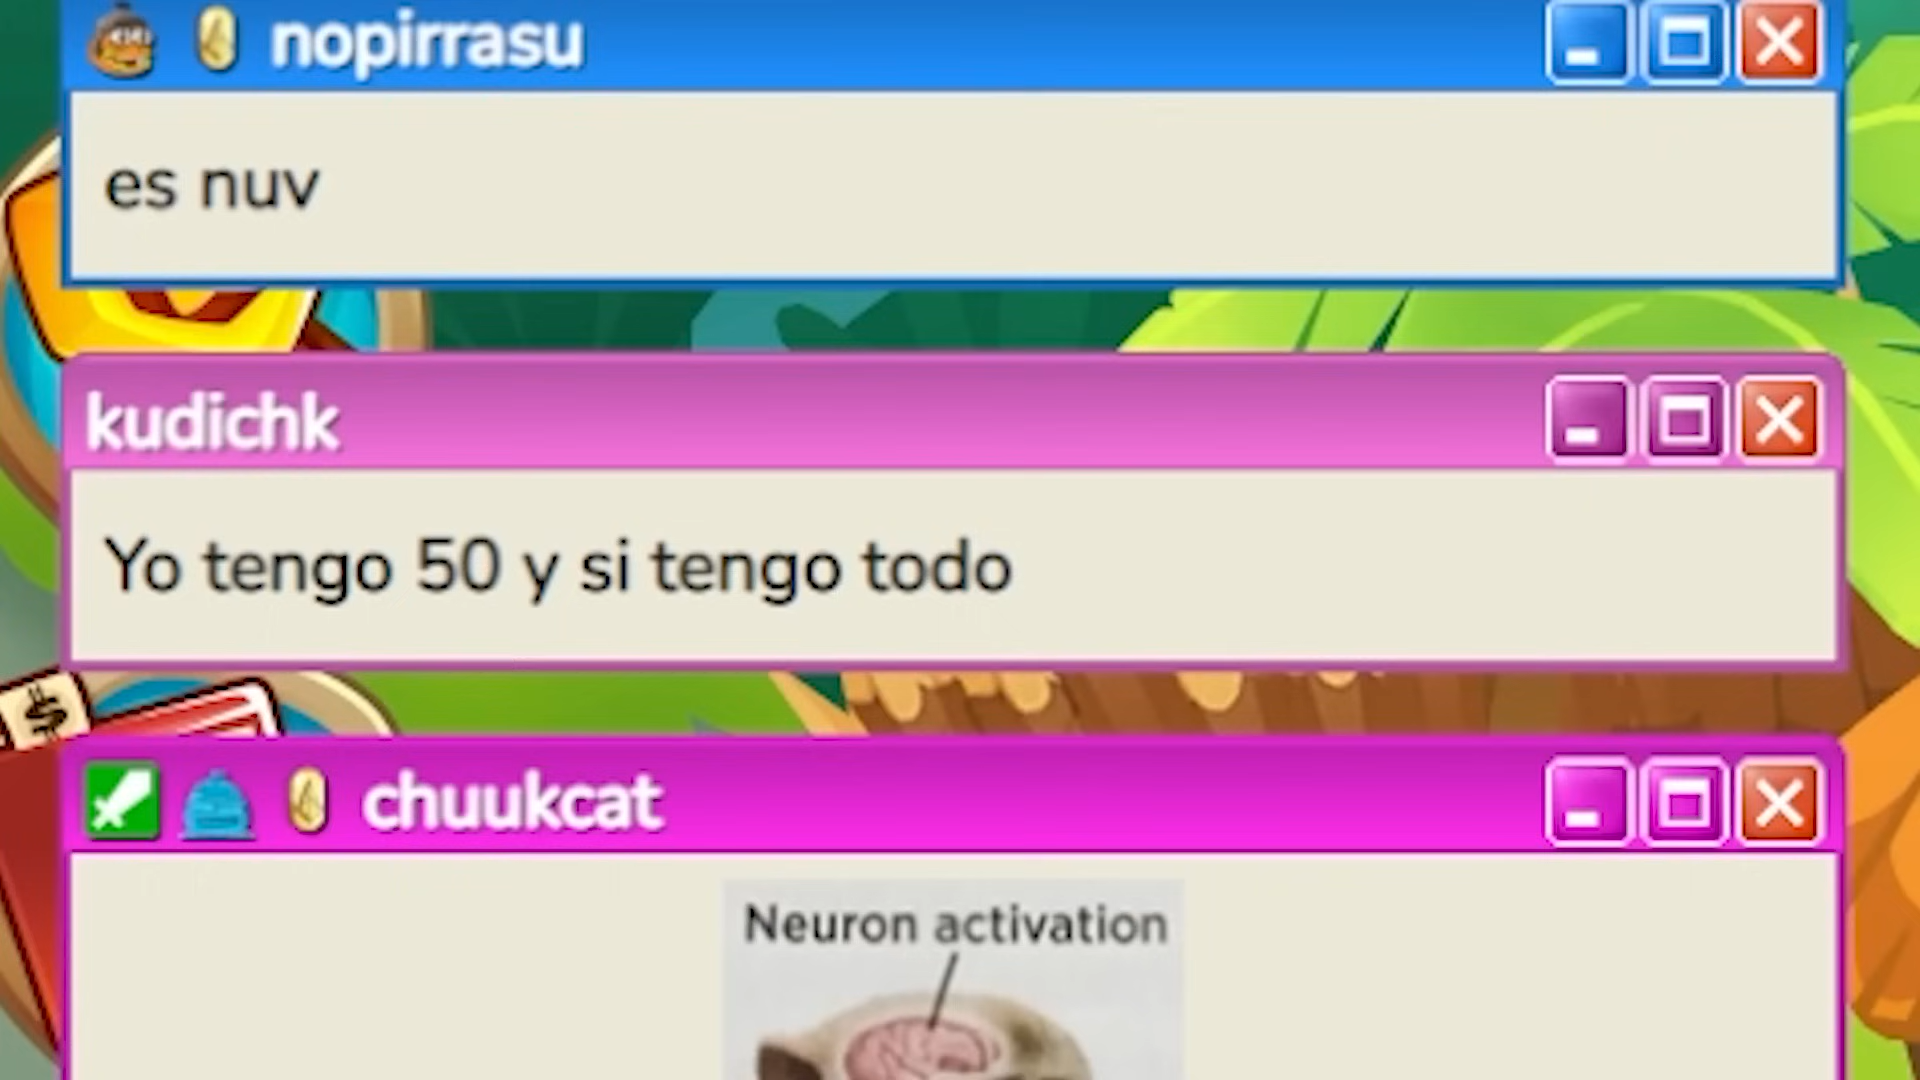 nopirrasu
es nuv
kudichk
Yo tengo 50 y si tengo todo
$
chuukcat
Neuron activation